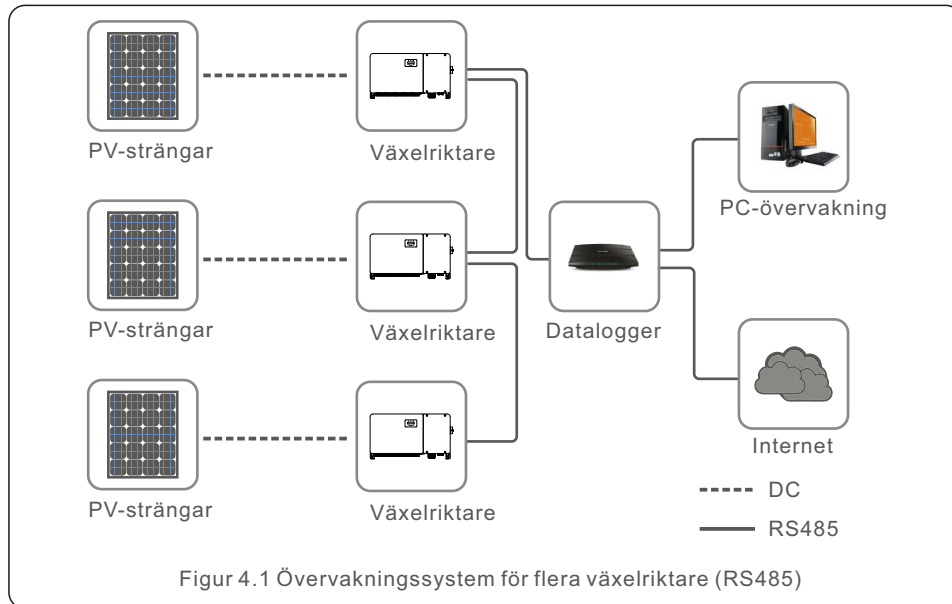 PV-strängar
Växelriktare
PC-övervakning
PV-strängar
Växelriktare
Datalogger
Internet
PV-strängar
Växelriktare
DC
RS485
Figur 4.1 Övervakningssystem för flera växelriktare (RS485)